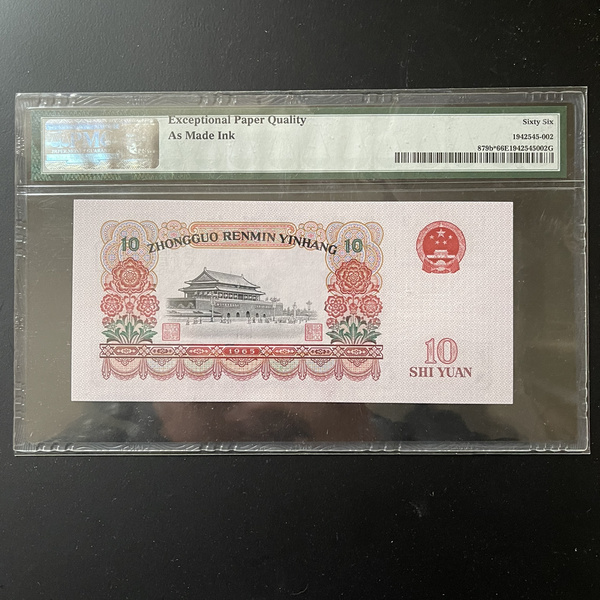 Exceptional Paper Quality
As Made Ink
Sixty Six
1942545-002
879b*66E1942545002G
10 ZHONGGUO RENMIN YINHANG 10
1965
10
SHI YUAN